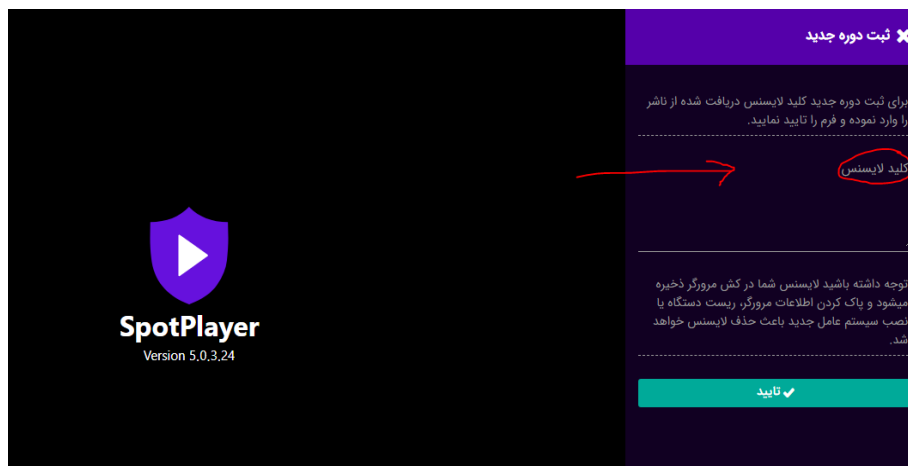 ثبت دوره جدید
برای ثبت دوره جدید کلید لایسنس دریافت شده از ناشر
را وارد نموده و فرم را تایید نمایید.
کلید لایسنس
توجه داشته باشید لایسنس شما در کش مرورگر ذخیره
میشود و پاک کردن اطلاعات مرورگر، ریست دستگاه یا
نصب سیستم عامل جدید باعث حذف لایسنس خواهد
شد.
تایید
SpotPlayer
Version 5.0.3.24